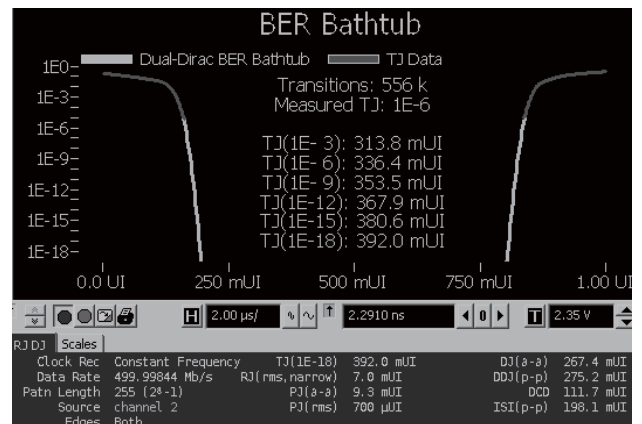 BER Bathtub
Dual-Dirac BER Bathtub TJ Data
Transitions: 556 k
Measured TJ: 1E-6
1E0
1E-3
1E-6
1E-9
1E-12
1E-15
1E-18
TJ(1E- 3): 313.8 mUI
TJ(1E- 6): 336.4 mUI
TJ(1E- 9): 353.5 mUI
TJ(1E-12): 367.9 mUI
TJ(1E-15): 380.6 mUI
TJ(1E-18): 392.0 mUI
0.0 UI 250 mUI 500 mUI 750 mUI 1.00 UI
H 2.00 µs/ 2.2910 ns 0 T 2.35 V
RJDJ Scales
Clock Rec Constant Frequency TJ(1E-18) 392.0 mUI DJ(δ-δ) 267.4 mUI
Data Rate 499.99844 Mb/s RJ(rms,narrow) 7.0 mUI DDJ(p-p) 275.2 mUI
Patn Length 255 (2⁸-1) PJ(δ-δ) 9.3 mUI DCD 111.7 mUI
Source channel 2 PJ(rms) 700 µUI ISI(p-p) 198.1 mUI
Edges Both